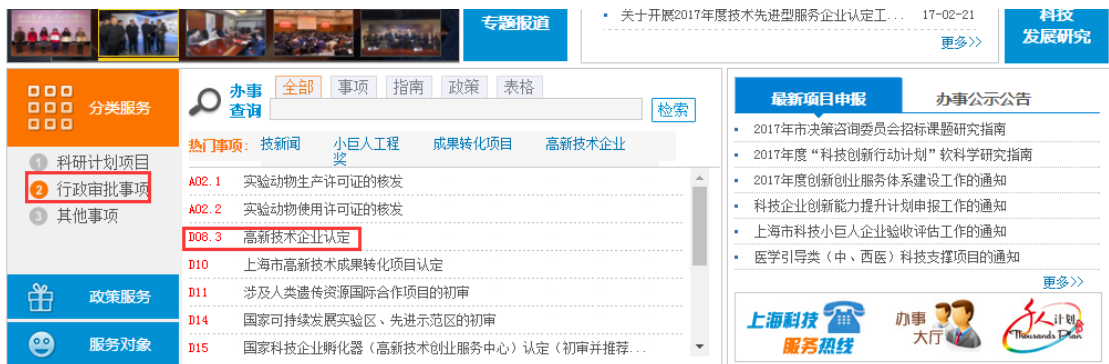 专题报道
关于开展2017年度技术先进型服务企业认定工... 17-02-21
更多>>
科技
发展研究
分类服务
1 科研计划项目
2 行政审批事项
3 其他事项
政策服务
服务对象
办事
查询
全部 事项 指南 政策 表格
检索
热门事项: 技新闻 小巨人工程 成果转化项目 高新技术企业
奖
A02.1 实验动物生产许可证的核发
A02.2 实验动物使用许可证的核发
D08.3 高新技术企业认定
D10 上海市高新技术成果转化项目认定
D11 涉及人类遗传资源国际合作项目的初审
D14 国家可持续发展实验区、先进示范区的初审
D15 国家科技企业孵化器（高新技术创业服务中心）认定（初审并推荐...
最新项目申报 办事公示公告
2017年市决策咨询委员会招标课题研究指南
2017年度“科技创新行动计划”软科学研究指南
2017年度创新创业服务体系建设工作的通知
科技企业创新能力提升计划申报工作的通知
上海市科技小巨人企业验收评估工作的通知
医学引导类（中、西医）科技支撑项目的通知
更多>>
上海科技
服务热线
办事
大厅
千人计划
Thousands Plan